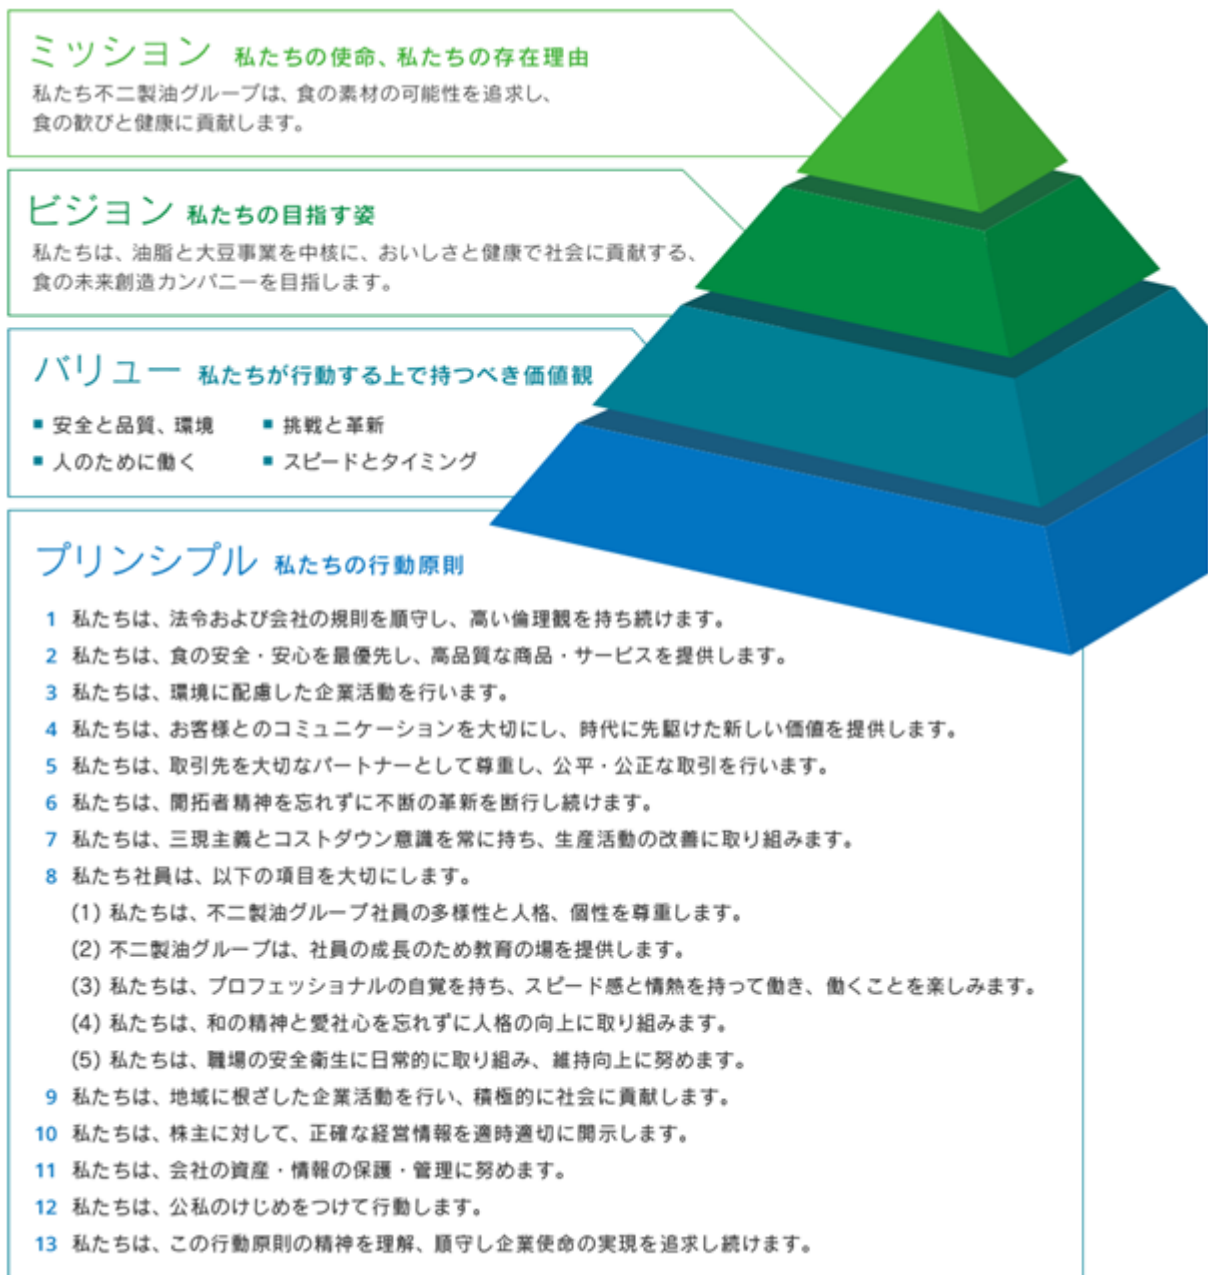 ミッション 私たちの使命、私たちの存在理由
私たち不二製油グループは、食の素材の可能性を追求し、
食の歓びと健康に貢献します。
ビジョン 私たちの目指す姿
私たちは、油脂と大豆事業を中核に、おいしさと健康で社会に貢献する、
食の未来創造カンパニーを目指します。
バリュー 私たちが行動する上で持つべき価値観
■ 安全と品質、環境 ■ 挑戦と革新
■ 人のために働く ■ スピードとタイミング
プリンシプル 私たちの行動原則
1 私たちは、法令および会社の規則を順守し、高い倫理観を持ち続けます。
2 私たちは、食の安全・安心を最優先し、高品質な商品・サービスを提供します。
3 私たちは、環境に配慮した企業活動を行います。
4 私たちは、お客様とのコミュニケーションを大切にし、時代に先駆けた新しい価値を提供します。
5 私たちは、取引先を大切なパートナーとして尊重し、公平・公正な取引を行います。
6 私たちは、開拓者精神を忘れずに不断の革新を断行し続けます。
7 私たちは、三現主義とコストダウン意識を常に持ち、生産活動の改善に取り組みます。
8 私たち社員は、以下の項目を大切にします。
(1) 私たちは、不二製油グループ社員の多様性と人格、個性を尊重します。
(2) 不二製油グループは、社員の成長のため教育の場を提供します。
(3) 私たちは、プロフェッショナルの自覚を持ち、スピード感と情熱を持って働き、働くことを楽しみます。
(4) 私たちは、和の精神と愛社心を忘れずに人格の向上に取り組みます。
(5) 私たちは、職場の安全衛生に日常的に取り組み、維持向上に努めます。
9 私たちは、地域に根ざした企業活動を行い、積極的に社会に貢献します。
10 私たちは、株主に対して、正確な経営情報を適時適切に開示します。
11 私たちは、会社の資産・情報の保護・管理に努めます。
12 私たちは、公私のけじめをつけて行動します。
13 私たちは、この行動原則の精神を理解、順守し企業使命の実現を追求し続けます。